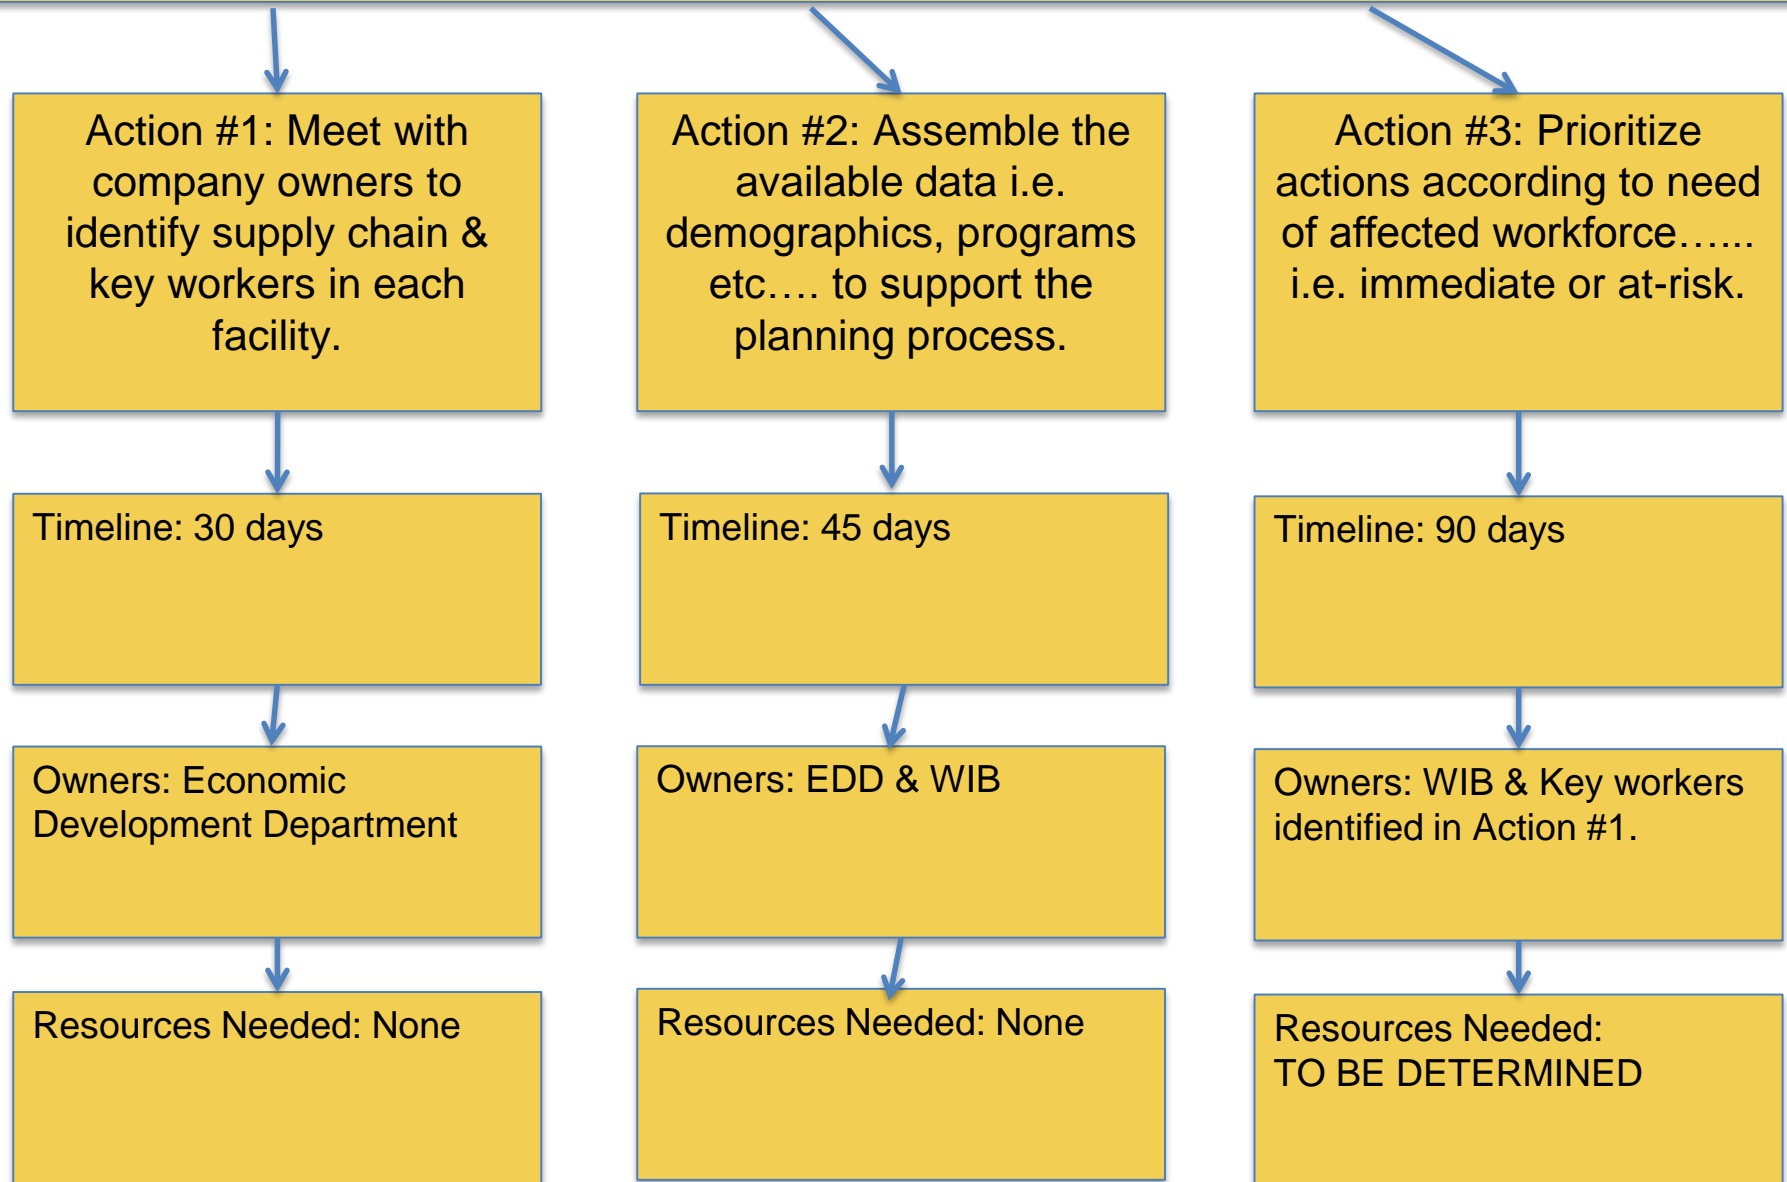 Action #1: Meet with
company owners to
identify supply chain &
key workers in each
facility.
Timeline: 30 days
Owners: Economic
Development Department
Resources Needed: None
Action #2: Assemble the
available data i.e.
demographics, programs
etc…. to support the
planning process.
Timeline: 45 days
Owners: EDD & WIB
Resources Needed: None
Action #3: Prioritize
actions according to need
of affected workforce…...
i.e. immediate or at-risk.
Timeline: 90 days
Owners: WIB & Key workers
identified in Action #1.
Resources Needed:
TO BE DETERMINED